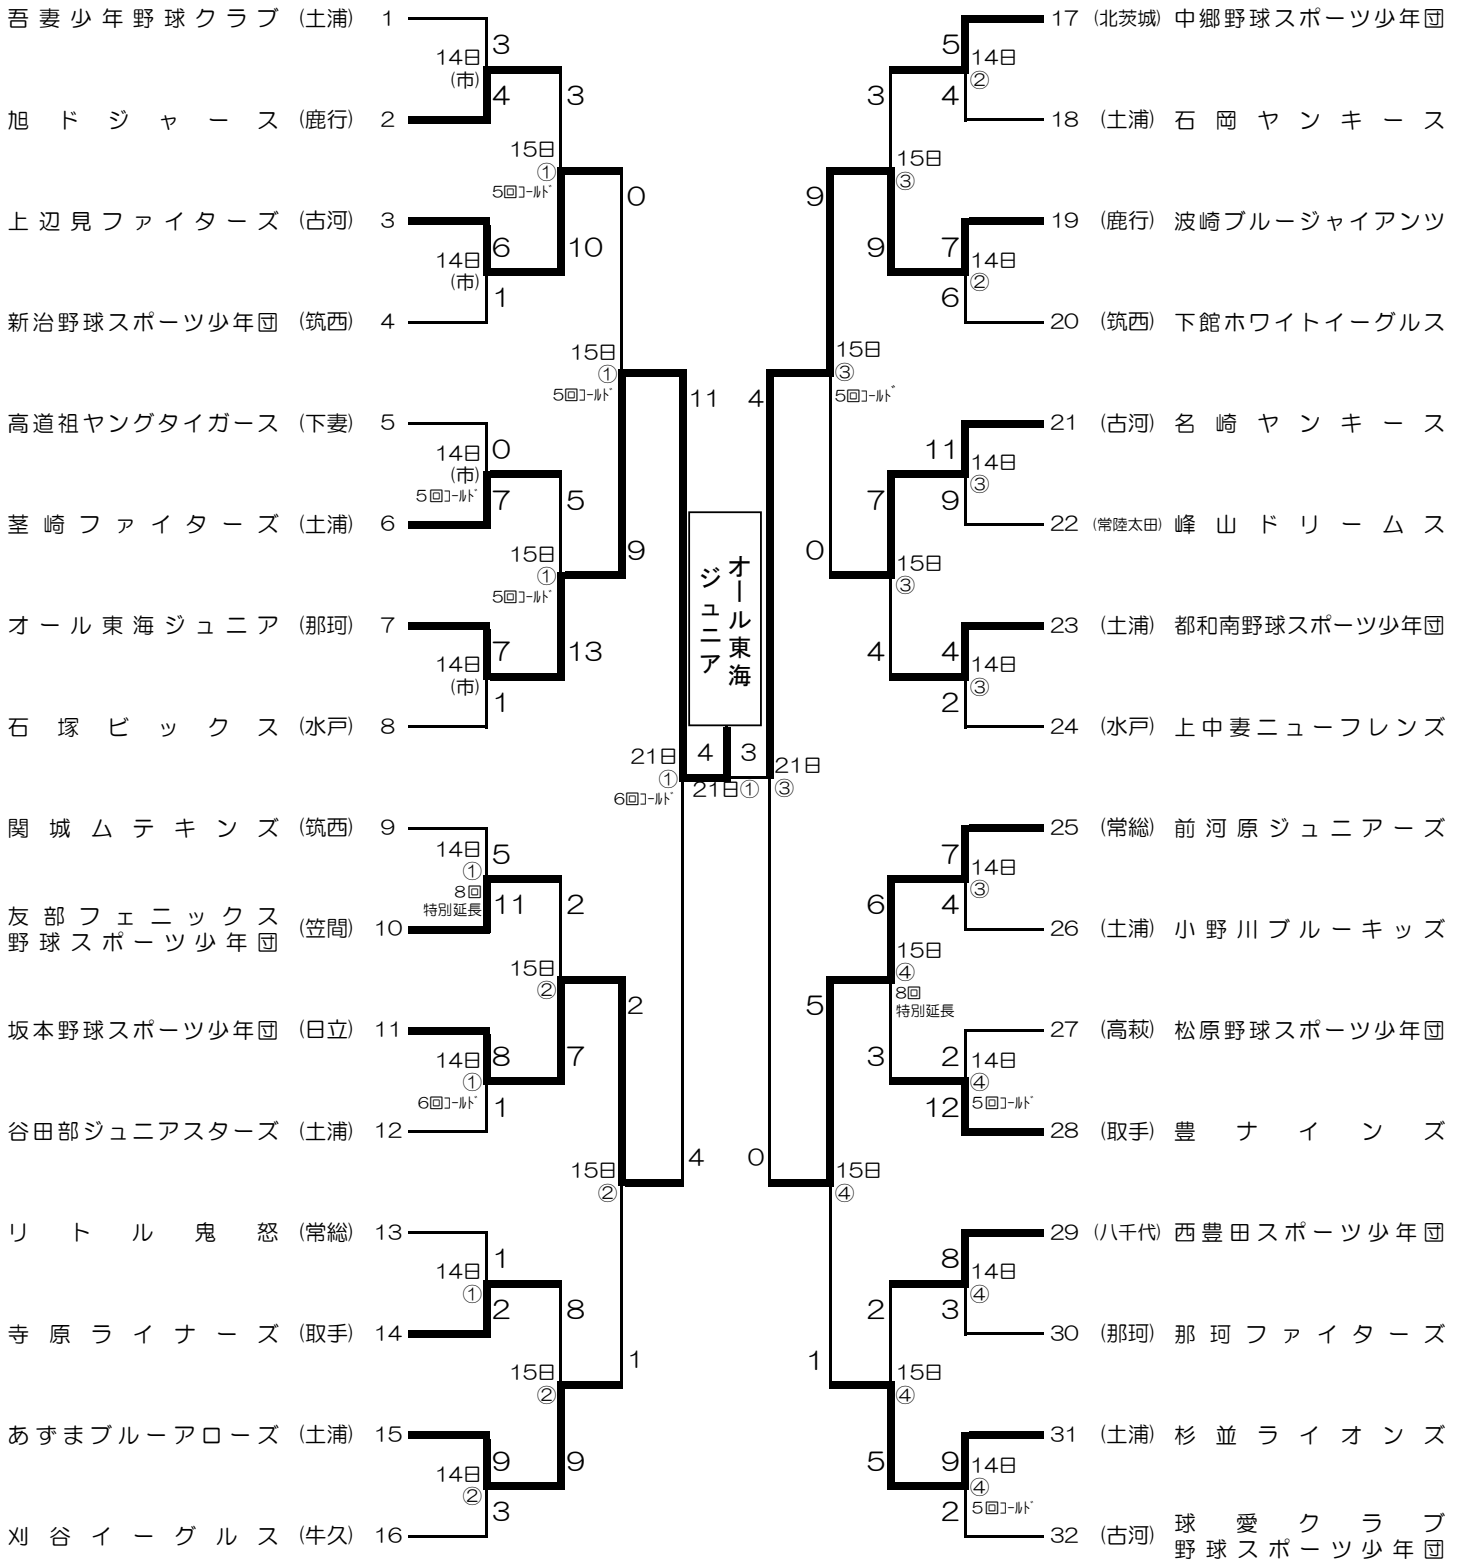 吾妻少年野球クラブ (土浦) 1
3
14日
(市)
4
旭ドジャース (鹿行) 2
3
15日
①
5回ｺｰﾙﾄﾞ
0
上辺見ファイターズ (古河) 3
6
10
14日
(市)
1
新治野球スポーツ少年団 (筑西) 4
15日
①
5回ｺｰﾙﾄﾞ
11
高道祖ヤングタイガース (下妻) 5
0
14日
(市)
5回ｺｰﾙﾄﾞ
7
5
茎崎ファイターズ (土浦) 6
15日
①
5回ｺｰﾙﾄﾞ
9
オール東海ジュニア (那珂) 7
7
13
14日
(市)
1
石塚ビックス (水戸) 8
21日
①
6回ｺｰﾙﾄﾞ
関城ムテキンズ (筑西) 9
14日
①
5
8回
特別延長
11
2
友部フェニックス
野球スポーツ少年団 (笠間) 10
15日
②
2
坂本野球スポーツ少年団 (日立) 11
8
7
14日
①
6回ｺｰﾙﾄﾞ
1
谷田部ジュニアスターズ (土浦) 12
15日
②
4
リトル鬼怒 (常総) 13
1
14日
①
2
8
寺原ライナーズ (取手) 14
1
15日
②
あずまブルーアローズ (土浦) 15
9
9
14日
②
3
刈谷イーグルス (牛久) 16
オール東海
ジュニア
4 3
21日①
17 (北茨城) 中郷野球スポーツ少年団
5
14日
②
4
3
18 (土浦) 石岡ヤンキース
15日
③
9
19 (鹿行) 波崎ブルージャイアンツ
7
9
14日
②
6
20 (筑西) 下館ホワイトイーグルス
15日
③
5回ｺｰﾙﾄﾞ
4
21 (古河) 名崎ヤンキース
11
14日
③
9
7
22 (常陸太田) 峰山ドリームス
0
15日
③
23 (土浦) 都和南野球スポーツ少年団
4
4
14日
③
2
24 (水戸) 上中妻ニューフレンズ
21日
③
25 (常総) 前河原ジュニアーズ
7
14日
③
4
6
26 (土浦) 小野川ブルーキッズ
15日
④
8回
特別延長
5
27 (高萩) 松原野球スポーツ少年団
2
3
14日
④
5回ｺｰﾙﾄﾞ
12
28 (取手) 豊ナインズ
0
15日
④
29 (八千代) 西豊田スポーツ少年団
8
14日
④
3
2
30 (那珂) 那珂ファイターズ
1
15日
④
31 (土浦) 杉並ライオンズ
9
5
14日
④
5回ｺｰﾙﾄﾞ
2
32 (古河) 球愛クラブ
野球スポーツ少年団